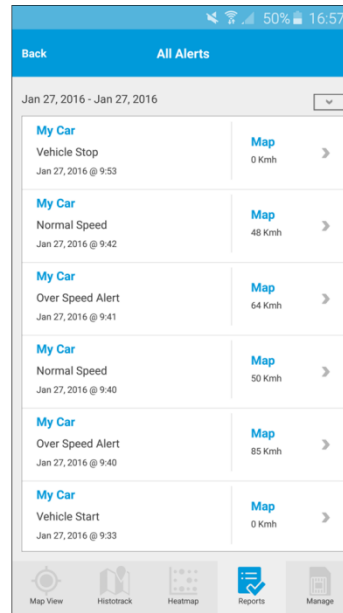 50% 16:57
Back All Alerts
Jan 27, 2016 - Jan 27, 2016
My Car
Vehicle Stop
Jan 27, 2016 @ 9:53
Map
0 Kmh
My Car
Normal Speed
Jan 27, 2016 @ 9:42
Map
48 Kmh
My Car
Over Speed Alert
Jan 27, 2016 @ 9:41
Map
64 Kmh
My Car
Normal Speed
Jan 27, 2016 @ 9:40
Map
50 Kmh
My Car
Over Speed Alert
Jan 27, 2016 @ 9:40
Map
85 Kmh
My Car
Vehicle Start
Jan 27, 2016 @ 9:33
Map
0 Kmh
Map View Histotrack Heatmap Reports Manage